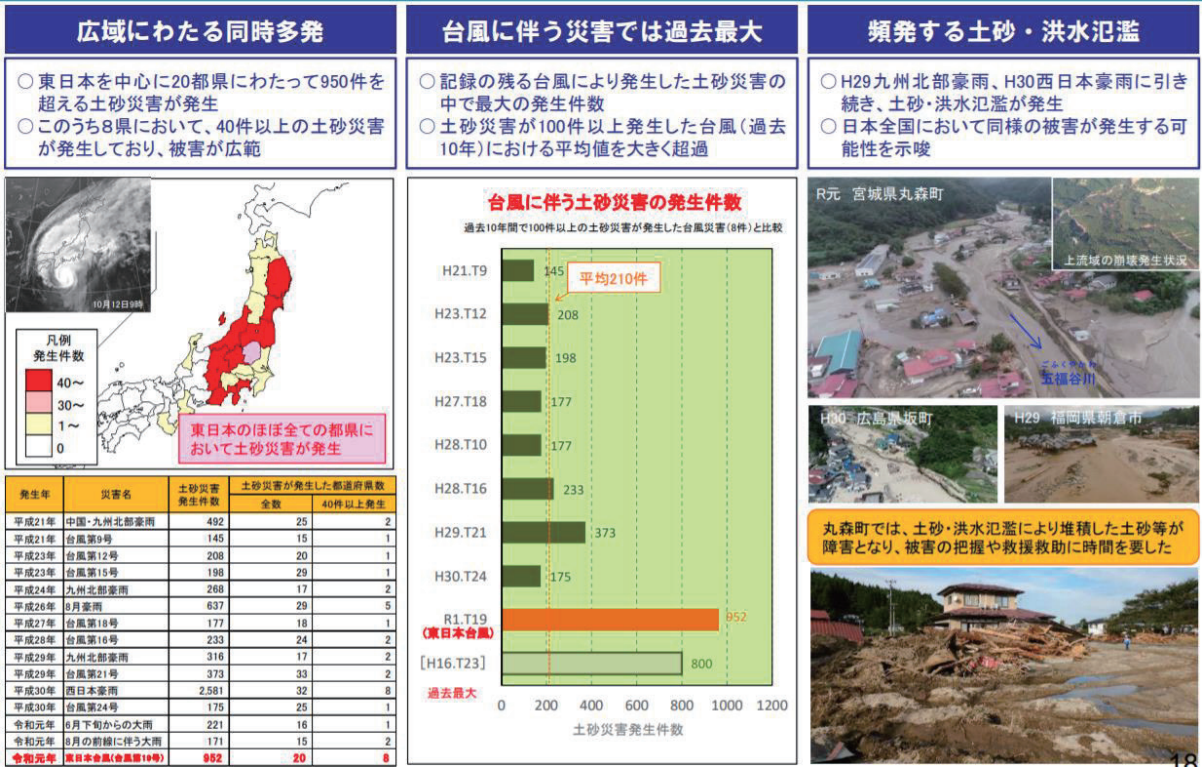 広域にわたる同時多発
○東日本を中心に20都県にわたって950件を
超える土砂災害が発生
○このうち8県において、40件以上の土砂災害
が発生しており、被害が広範
10月12日9時
凡例
発生件数
40～
30～
1～
0
東日本のほぼ全ての都県に
おいて土砂災害が発生
発生年 災害名 土砂災害発生件数 土砂災害が発生した都道府県数
全数 40件以上発生
平成21年 中国・九州北部豪雨 492 25 2
平成21年 台風第9号 145 15 1
平成23年 台風第12号 208 20 1
平成23年 台風第15号 198 29 1
平成24年 九州北部豪雨 268 17 2
平成26年 8月豪雨 637 29 5
平成27年 台風第18号 177 18 1
平成28年 台風第16号 233 24 2
平成29年 九州北部豪雨 316 17 2
平成29年 台風第21号 373 33 2
平成30年 西日本豪雨 2,581 32 8
平成30年 台風第24号 175 25 1
令和元年 6月下旬からの大雨 221 16 1
令和元年 8月の前線に伴う大雨 171 15 2
令和元年 東日本台風(台風第19号) 952 20 8
台風に伴う災害では過去最大
○記録の残る台風により発生した土砂災害の
中で最大の発生件数
○土砂災害が100件以上発生した台風（過去
10年）における平均値を大きく超過
台風に伴う土砂災害の発生件数
過去10年間で100件以上の土砂災害が発生した台風災害(8件)と比較
平均210件
H21.T9 145
H23.T12 208
H23.T15 198
H27.T18 177
H28.T10 177
H28.T16 233
H29.T21 373
H30.T24 175
R1.T19 952
(東日本台風)
[H16.T23] 800
過去最大
0 200 400 600 800 1000 1200
土砂災害発生件数
頻発する土砂・洪水氾濫
○H29九州北部豪雨、H30西日本豪雨に引き
続き、土砂・洪水氾濫が発生
○日本全国において同様の被害が発生する可
能性を示唆
R元 宮城県丸森町
上流域の崩壊発生状況
ごふくやがわ
五福谷川
H30 広島県坂町
H29 福岡県朝倉市
丸森町では、土砂・洪水氾濫により堆積した土砂等が
障害となり、被害の把握や救援救助に時間を要した
18